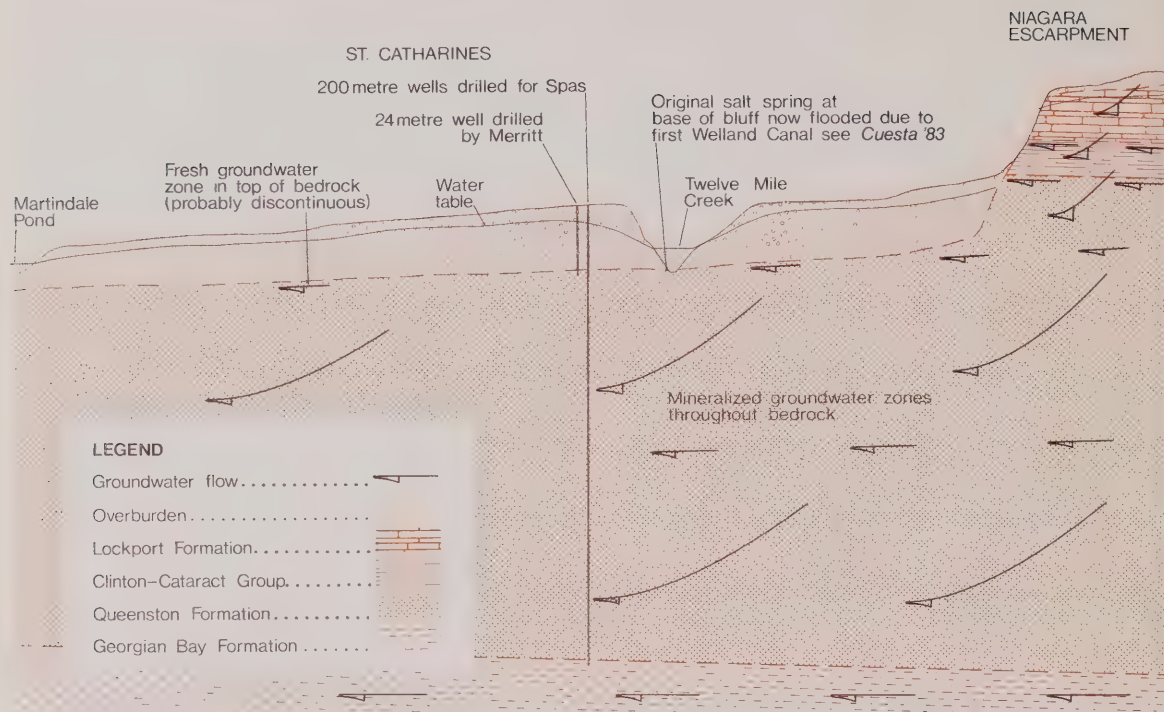 NIAGARA
ESCARPMENT
ST. CATHARINES
200 metre wells drilled for Spas
24 metre well drilled
by Merritt
Original salt spring at
base of bluff now flooded due to
first Welland Canal see Cuesta '83
Fresh groundwater
zone in top of bedrock
(probably discontinuous)
Water
table
Twelve Mile
Creek
Martindale
Pond
Mineralized groundwater zones
throughout bedrock
LEGEND
Groundwater flow.............
Overburden..................
Lockport Formation............
Clinton-Cataract Group.........
Queenston Formation..........
Georgian Bay Formation.......